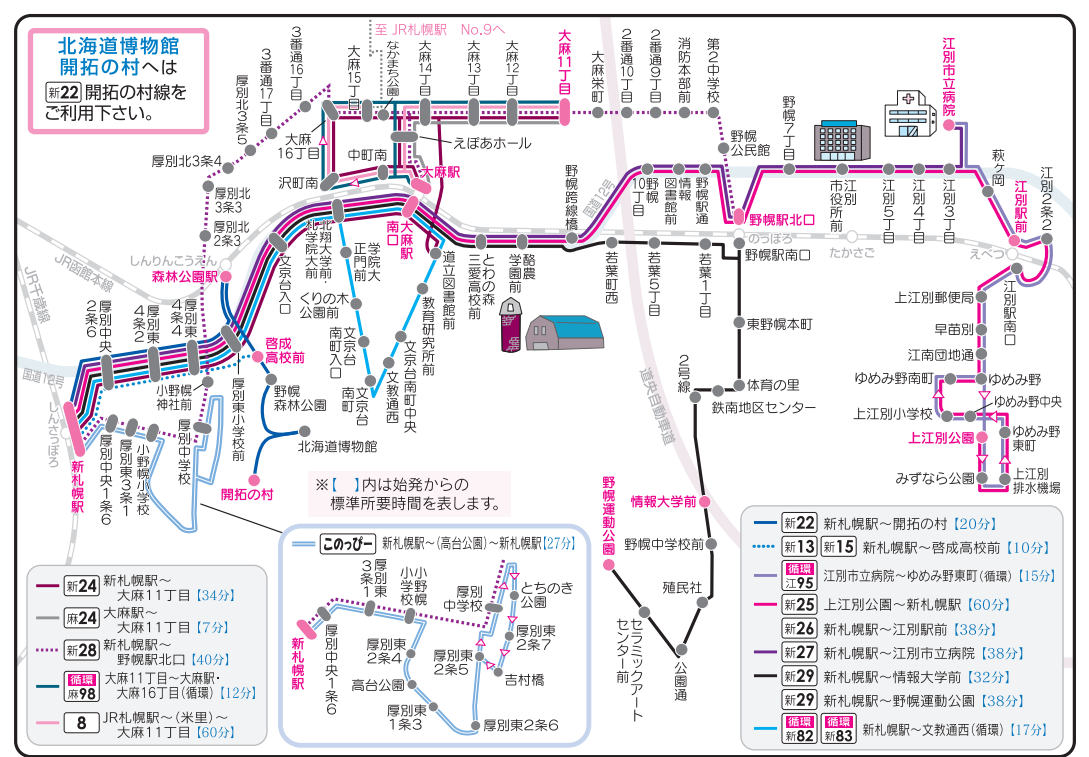 北海道博物館
開拓の村へは
新22 開拓の村線を
ご利用下さい。
至 JR札幌駅 No.9へ
3番通16丁目
3番通17丁目
厚別北3条5
厚別北3条4
厚別北3条3
厚別北2条3
大麻15丁目
なかまち公園
大麻14丁目
大麻13丁目
大麻12丁目
大麻11丁目
大麻栄町
2番通10丁目
2番通9丁目
消防本部前
第2中学校
野幌公民館
野幌駅北口
大麻16丁目
中町南
沢町南
えぽあホール
大麻駅
大麻駅南口
野幌跨線橋
国道12号
野幌10丁目
情報図書館前
野幌駅通
野幌7丁目
江別市役所前
江別5丁目
江別4丁目
江別3丁目
江別市立病院
萩ヶ岡
江別駅前
江別2条2
JR函館本線
JR千歳線
国道12号
しんりんこうえん
森林公園駅
しんさっぽろ
新札幌駅
厚別中央2条6
厚別東4条2
厚別東4条4
文京台入口
北翔大学前・札学院大前
学院大正門前
くりの木公園前
文京台南町入口
文京台南町
文教通西
文京台南町中央
教育研究所前
道立図書館前
とわの森三愛高校前
酪農学園前
若葉町西
若葉5丁目
若葉1丁目
のっぽろ
野幌駅南口
たかさご
えべつ
江別駅南口
東野幌本町
体育の里
鉄南地区センター
2号線
道央自動車道
情報大学前
野幌中学校前
殖民社
公園通
セラミックアートセンター前
野幌運動公園
上江別郵便局
早苗別
江南団地通
ゆめみ野南町
ゆめみ野
上江別小学校
ゆめみ野中央
上江別公園
ゆめみ野東町
みずなら公園
上江別排水機場
啓成高校前
野幌森林公園
北海道博物館
開拓の村
厚別東小学校前
小野幌神社前
厚別中学校
小野幌小学校
厚別東3条1
厚別中央1条6
※【 】内は始発からの
標準所要時間を表します。
このっぴー 新札幌駅～(高台公園)～新札幌駅【27分】
新札幌駅
厚別中央1条6
厚別東3条1
小野幌小学校
厚別中学校
とちのき公園
厚別東2条7
吉村橋
厚別東2条5
厚別東2条4
高台公園
厚別東1条3
厚別東2条6
新24 新札幌駅～
大麻11丁目【34分】
麻24 大麻駅～
大麻11丁目【7分】
新28 新札幌駅～
野幌駅北口【40分】
循環 麻98 大麻11丁目～大麻駅・
大麻16丁目(循環)【12分】
8 JR札幌駅～(米里)～
大麻11丁目【60分】
新22 新札幌駅～開拓の村【20分】
新13 新15 新札幌駅～啓成高校前【10分】
循環 江95 江別市立病院～ゆめみ野東町(循環)【15分】
新25 上江別公園～新札幌駅【60分】
新26 新札幌駅～江別駅前【38分】
新27 新札幌駅～江別市立病院【38分】
新29 新札幌駅～情報大学前【32分】
新29 新札幌駅～野幌運動公園【38分】
循環 新82 循環 新83 新札幌駅～文教通西(循環)【17分】